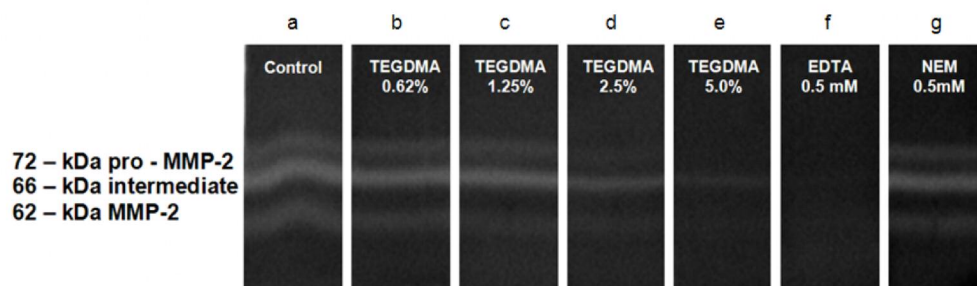 a b c d e f g
Control
TEGDMA
0.62%
TEGDMA
1.25%
TEGDMA
2.5%
TEGDMA
5.0%
EDTA
0.5 mM
NEM
0.5mM
72 – kDa pro - MMP-2
66 – kDa intermediate
62 – kDa MMP-2